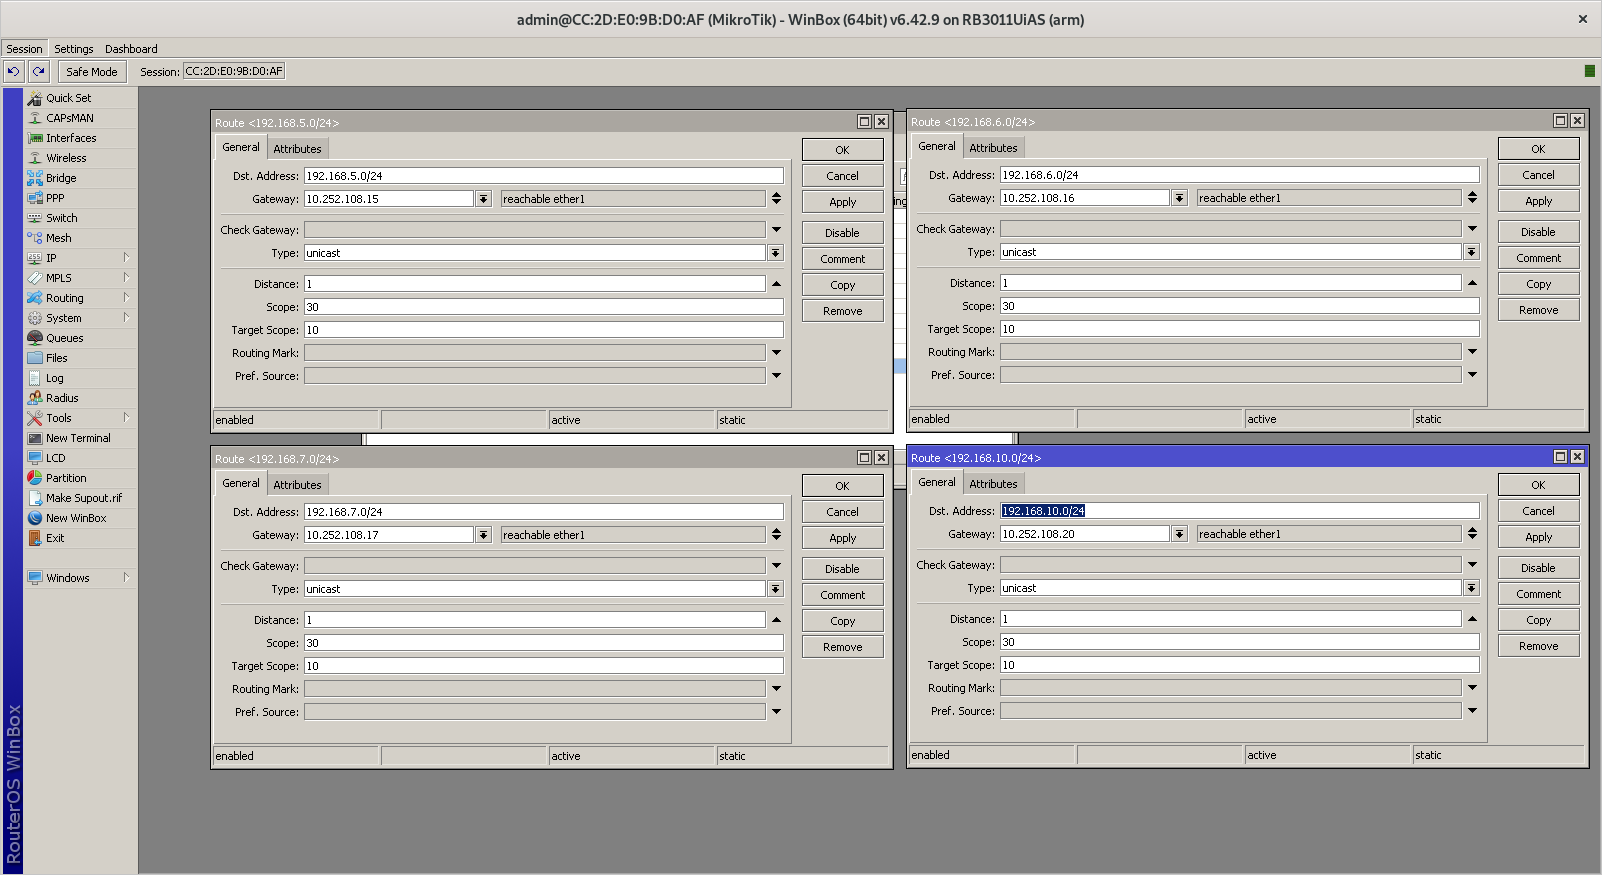 admin@CC:2D:E0:9B:D0:AF (MikroTik) - WinBox (64bit) v6.42.9 on RB3011UiAS (arm)
Session Settings Dashboard
Safe Mode Session: CC:2D:E0:9B:D0:AF
Quick Set
CAPsMAN
Interfaces
Wireless
Bridge
PPP
Switch
Mesh
IP
MPLS
Routing
System
Queues
Files
Log
Radius
Tools
New Terminal
LCD
Partition
Make Supout.rif
New WinBox
Exit
Windows
RouterOS WinBox
Route <192.168.5.0/24>
General Attributes
Dst. Address: 192.168.5.0/24
Gateway: 10.252.108.15 reachable ether1
Check Gateway:
Type: unicast
Distance: 1
Scope: 30
Target Scope: 10
Routing Mark:
Pref. Source:
OK
Cancel
Apply
Disable
Comment
Copy
Remove
enabled active static
Route <192.168.6.0/24>
General Attributes
Dst. Address: 192.168.6.0/24
Gateway: 10.252.108.16 reachable ether1
Check Gateway:
Type: unicast
Distance: 1
Scope: 30
Target Scope: 10
Routing Mark:
Pref. Source:
OK
Cancel
Apply
Disable
Comment
Copy
Remove
enabled active static
Route <192.168.7.0/24>
General Attributes
Dst. Address: 192.168.7.0/24
Gateway: 10.252.108.17 reachable ether1
Check Gateway:
Type: unicast
Distance: 1
Scope: 30
Target Scope: 10
Routing Mark:
Pref. Source:
OK
Cancel
Apply
Disable
Comment
Copy
Remove
enabled active static
Route <192.168.10.0/24>
General Attributes
Dst. Address: 192.168.10.0/24
Gateway: 10.252.108.20 reachable ether1
Check Gateway:
Type: unicast
Distance: 1
Scope: 30
Target Scope: 10
Routing Mark:
Pref. Source:
OK
Cancel
Apply
Disable
Comment
Copy
Remove
enabled active static